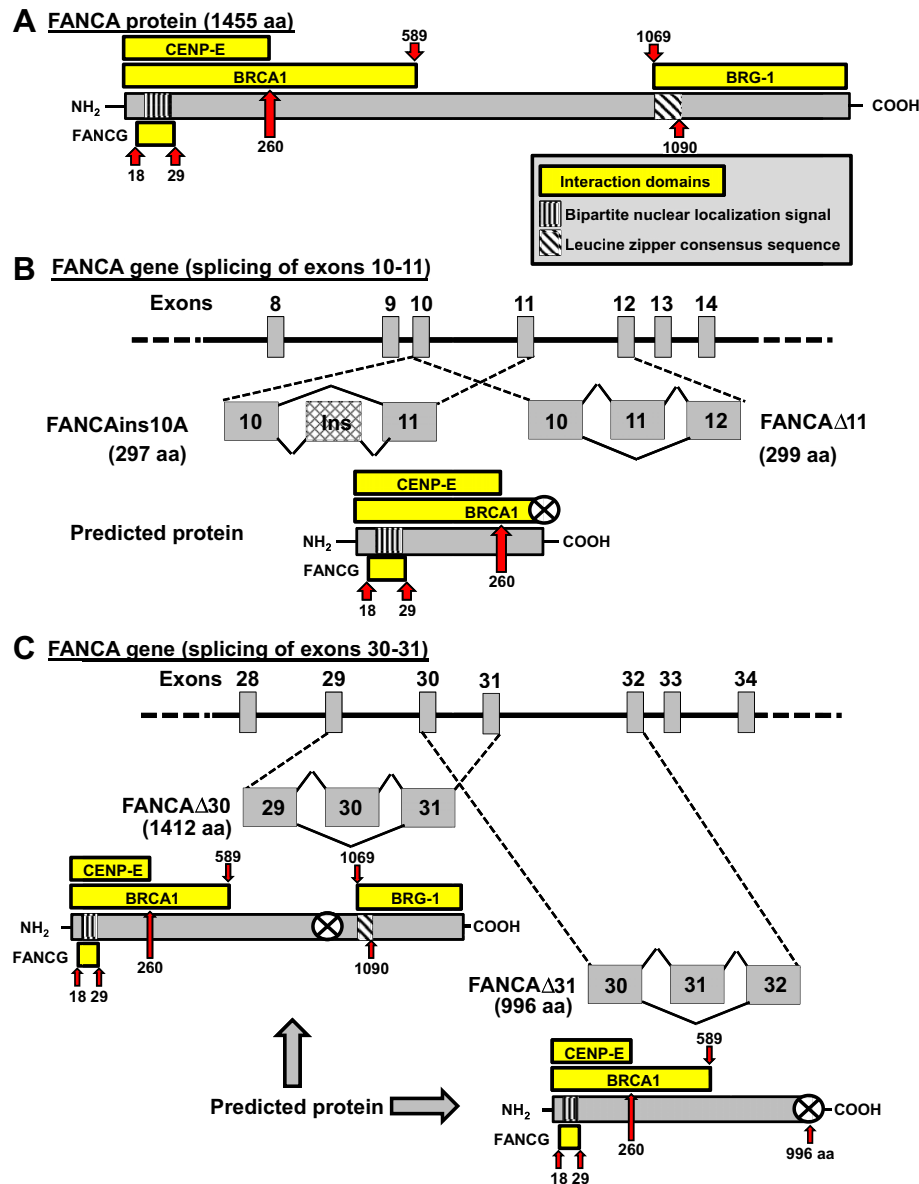 A FANCA protein (1455 aa)
CENP-E
589
1069
BRCA1
BRG-1
NH2
COOH
FANCG
260
1090
18 29
Interaction domains
Bipartite nuclear localization signal
Leucine zipper consensus sequence
B FANCA gene (splicing of exons 10-11)
Exons 8 9 10 11 12 13 14
FANCAins10A
(297 aa)
10 Ins 11
10 11 12
FANCAΔ11
(299 aa)
CENP-E
BRCA1
Predicted protein
NH2
COOH
FANCG
260
18 29
C FANCA gene (splicing of exons 30-31)
Exons 28 29 30 31 32 33 34
FANCAΔ30
(1412 aa)
29 30 31
CENP-E
589
1069
BRCA1
BRG-1
NH2
COOH
FANCG
260
1090
18 29
FANCAΔ31
(996 aa)
30 31 32
589
CENP-E
BRCA1
Predicted protein
NH2
COOH
FANCG
260
996 aa
18 29